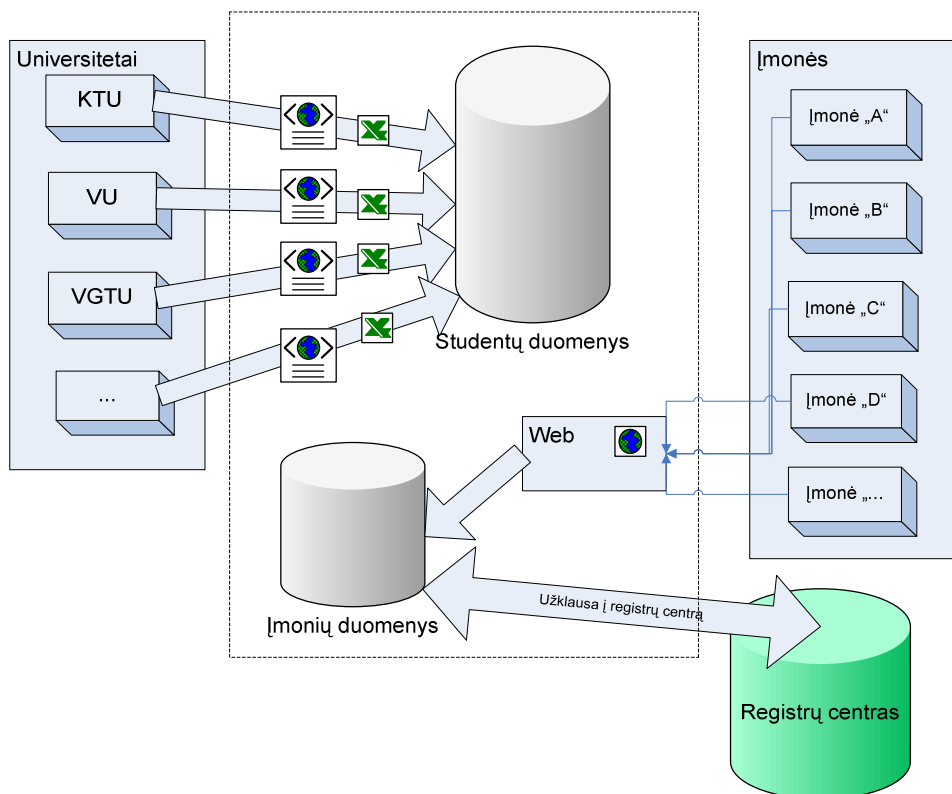 Universitetai
KTU
VU
VGTU
...
Studentų duomenys
Web
Įmonių duomenys
Užklausa į registrų centrą
Įmonės
Įmonė „A“
Įmonė „B“
Įmonė „C“
Įmonė „D“
Įmonė „...
Registrų centras